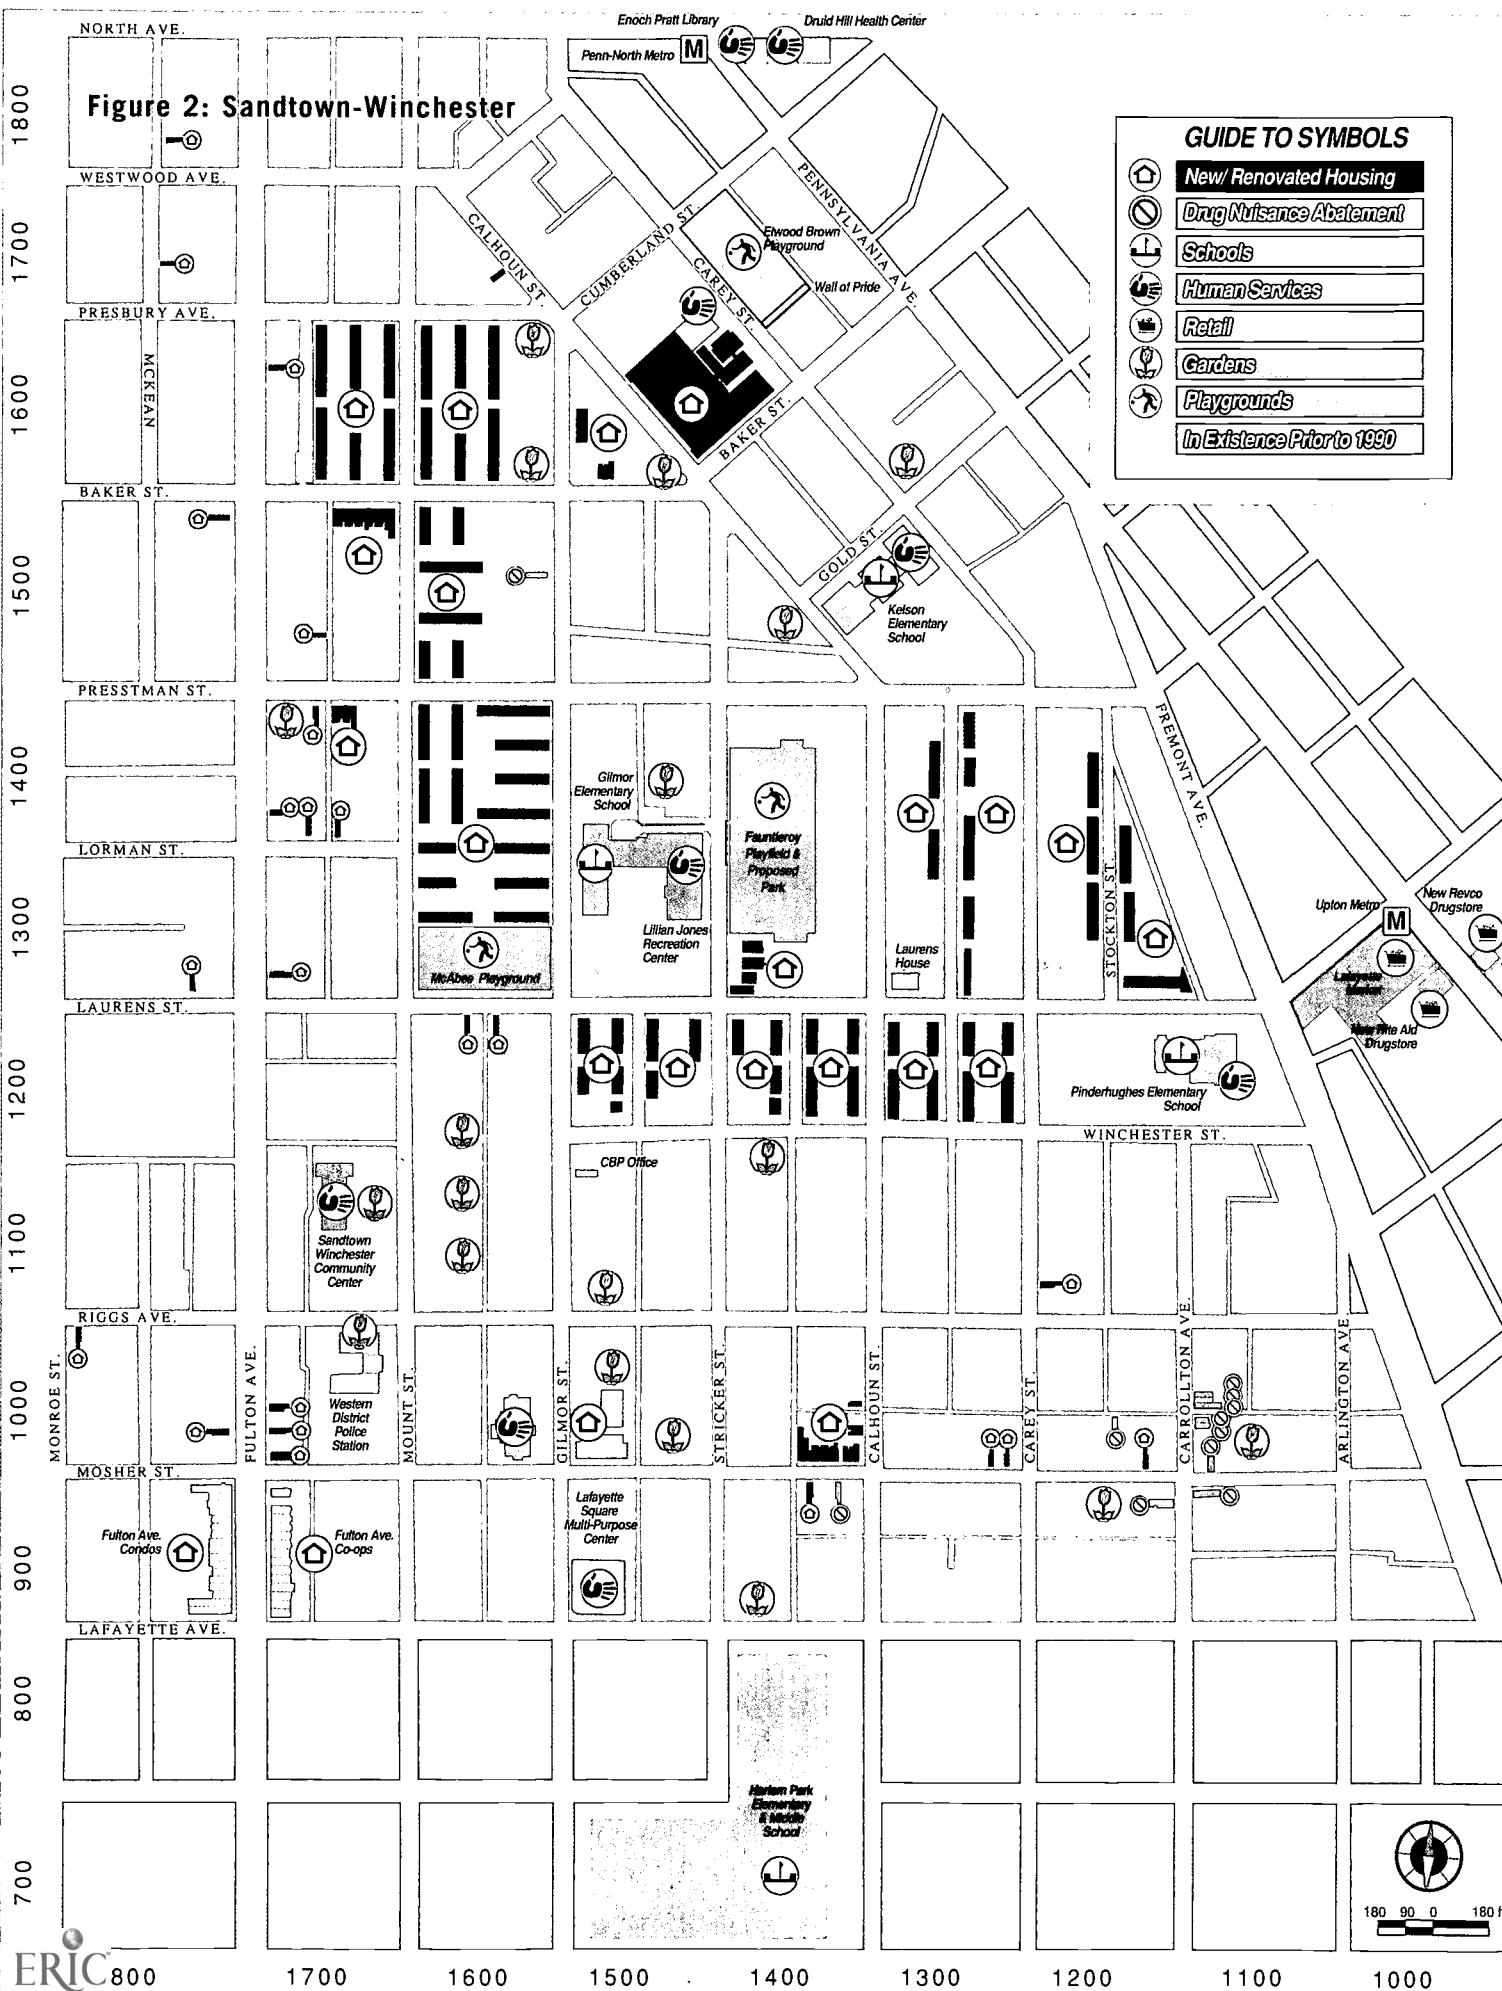 Enoch Pratt Library
Druid Hill Health Center
NORTH AVE.
Penn-North Metro
M
1800
Figure 2: Sandtown-Winchester
GUIDE TO SYMBOLS
New/ Renovated Housing
Drug Nuisance Abatement
Schools
Human Services
Retail
Gardens
Playgrounds
In Existence Prior to 1990
WESTWOOD AVE.
1700
CALHOUN ST.
CUMBERLAND ST.
CAREY ST.
PENNSYLVANIA AVE.
Elwood Brown
Playground
Wall of Pride
PRESBURY AVE.
MCKEAN
1600
BAKER ST.
BAKER ST.
1500
GOLD ST.
Kelson
Elementary
School
PRESSTMAN ST.
FREMONT AVE.
1400
Gilmor
Elementary
School
Fauntleroy
Playfield &
Proposed
Park
LORMAN ST.
STOCKTON ST.
1300
Lillian Jones
Recreation
Center
Laurens
House
Upton Metro
M
New Revco
Drugstore
McAbee Playground
Lafayette
Market
New Rite Aid
Drugstore
LAURENS ST.
1200
Pinderhughes Elementary
School
WINCHESTER ST.
CBP Office
1100
Sandtown
Winchester
Community
Center
RIGGS AVE.
MONROE ST.
FULTON AVE.
MOUNT ST.
GILMOR ST.
STRICKER ST.
CALHOUN ST.
CAREY ST.
CARROLLTON AVE.
ARLINGTON AVE.
1000
Western
District
Police
Station
MOSHER ST.
Lafayette
Square
Multi-Purpose
Center
Fulton Ave.
Condos
Fulton Ave.
Co-ops
900
LAFAYETTE AVE.
800
Harlem Park
Elementary
& Middle
School
700
180 90 0 180 f
ERIC
800 1700 1600 1500 1400 1300 1200 1100 1000